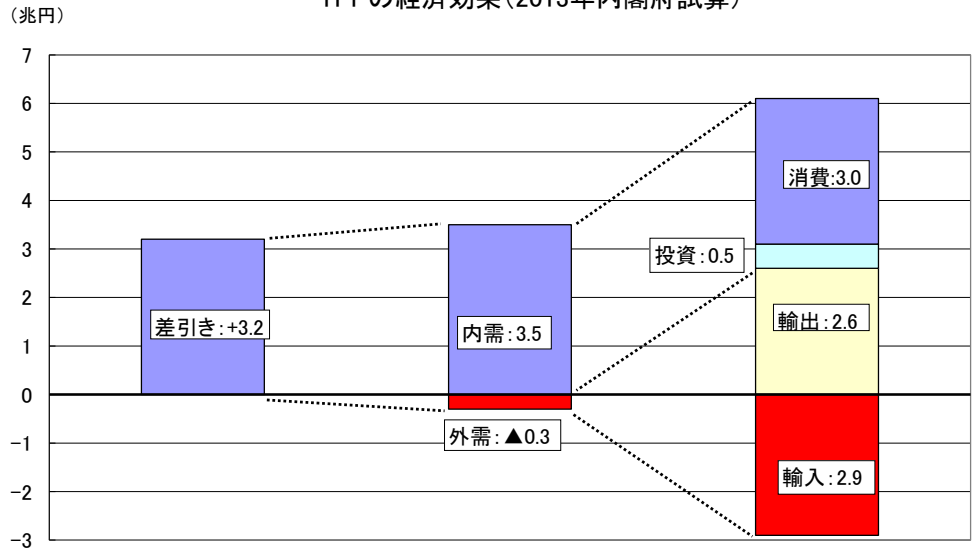 TPPの経済効果（2013年内閣府試算）
（兆円）
7
6
5
4
3
2
1
0
−1
−2
−3
差引き：+3.2
内需：3.5
外需：▲0.3
消費:3.0
投資：0.5
輸出：2.6
輸入：2.9